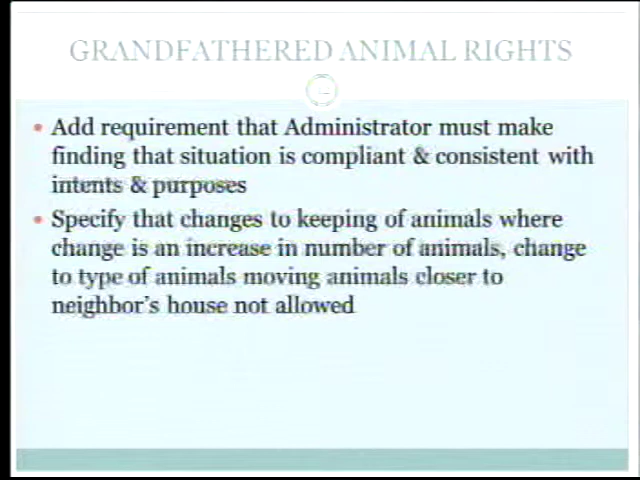 GRANDFATHERED ANIMAL RIGHTS
• Add requirement that Administrator must make
finding that situation is compliant & consistent with
intents & purposes
• Specify that changes to keeping of animals where
change is an increase in number of animals, change
to type of animals moving animals closer to
neighbor's house not allowed